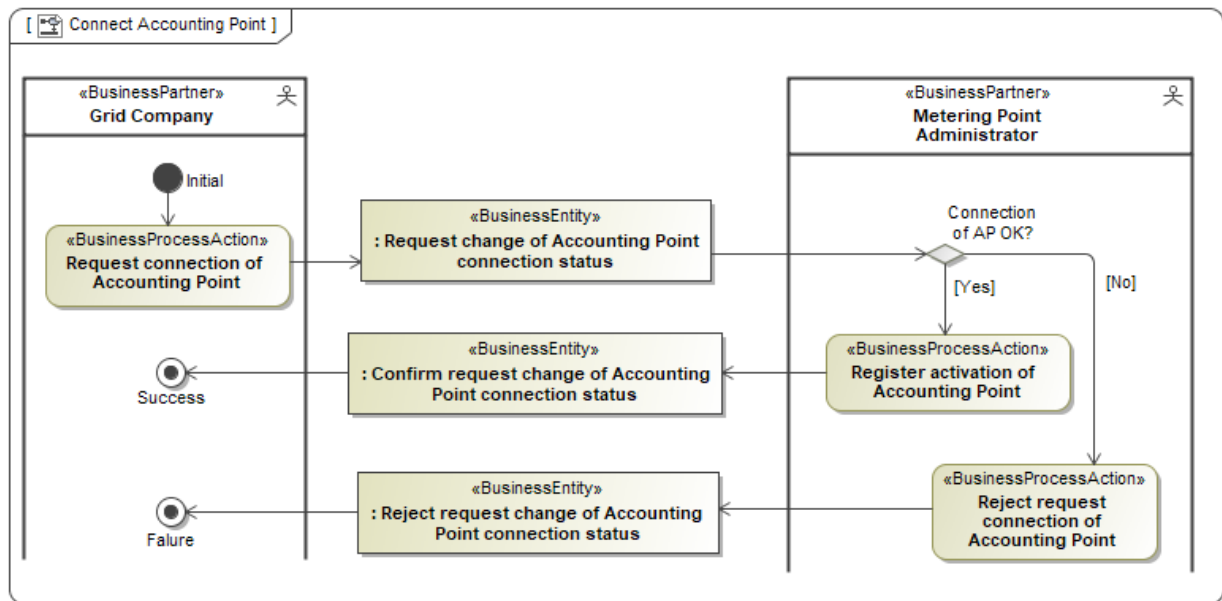 [ Connect Accounting Point ]
«BusinessPartner»
Grid Company
«BusinessPartner»
Metering Point
Administrator
Initial
«BusinessProcessAction»
Request connection of
Accounting Point
«BusinessEntity»
: Request change of Accounting Point
connection status
Connection
of AP OK?
[Yes]
[No]
Success
«BusinessEntity»
: Confirm request change of Accounting
Point connection status
«BusinessProcessAction»
Register activation of
Accounting Point
Falure
«BusinessEntity»
: Reject request change of Accounting
Point connection status
«BusinessProcessAction»
Reject request
connection of
Accounting Point